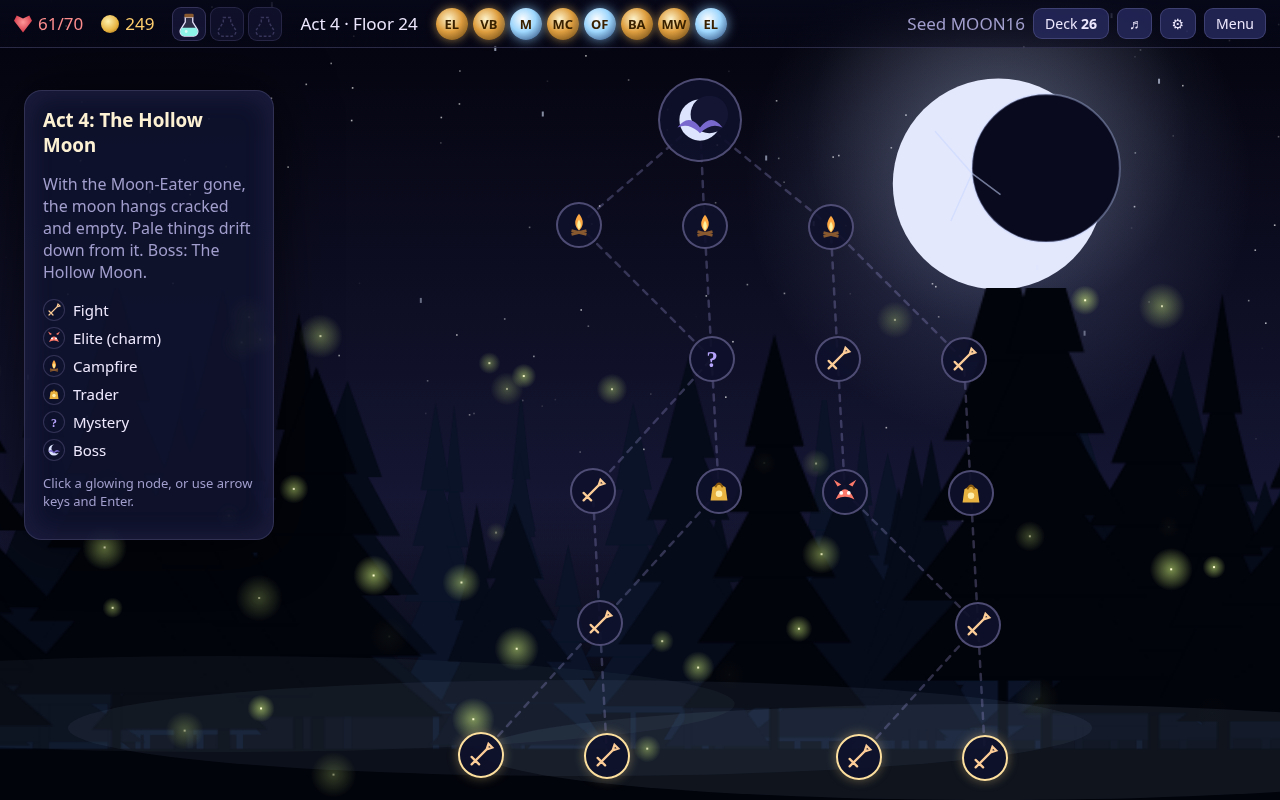 61/70
249
Act 4 · Floor 24
EL VB M MC OF BA MW EL
Seed MOON16
Deck 26
Menu
Act 4: The Hollow
Moon
With the Moon-Eater gone,
the moon hangs cracked
and empty. Pale things drift
down from it. Boss: The
Hollow Moon.
Fight
Elite (charm)
Campfire
Trader
? Mystery
Boss
Click a glowing node, or use arrow
keys and Enter.
?